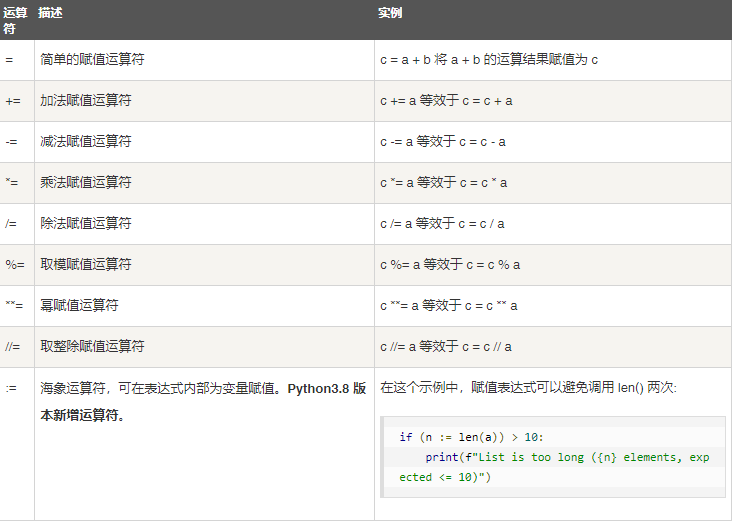 运算符 描述 实例
= 简单的赋值运算符 c = a + b 将 a + b 的运算结果赋值为 c
+= 加法赋值运算符 c += a 等效于 c = c + a
-= 减法赋值运算符 c -= a 等效于 c = c - a
*= 乘法赋值运算符 c *= a 等效于 c = c * a
/= 除法赋值运算符 c /= a 等效于 c = c / a
%= 取模赋值运算符 c %= a 等效于 c = c % a
**= 幂赋值运算符 c **= a 等效于 c = c ** a
//= 取整除赋值运算符 c //= a 等效于 c = c // a
:= 海象运算符，可在表达式内部为变量赋值。Python3.8 版
本新增运算符。
在这个示例中，赋值表达式可以避免调用 len() 两次:
if (n := len(a)) > 10:
    print(f"List is too long ({n} elements, exp
ected <= 10)")